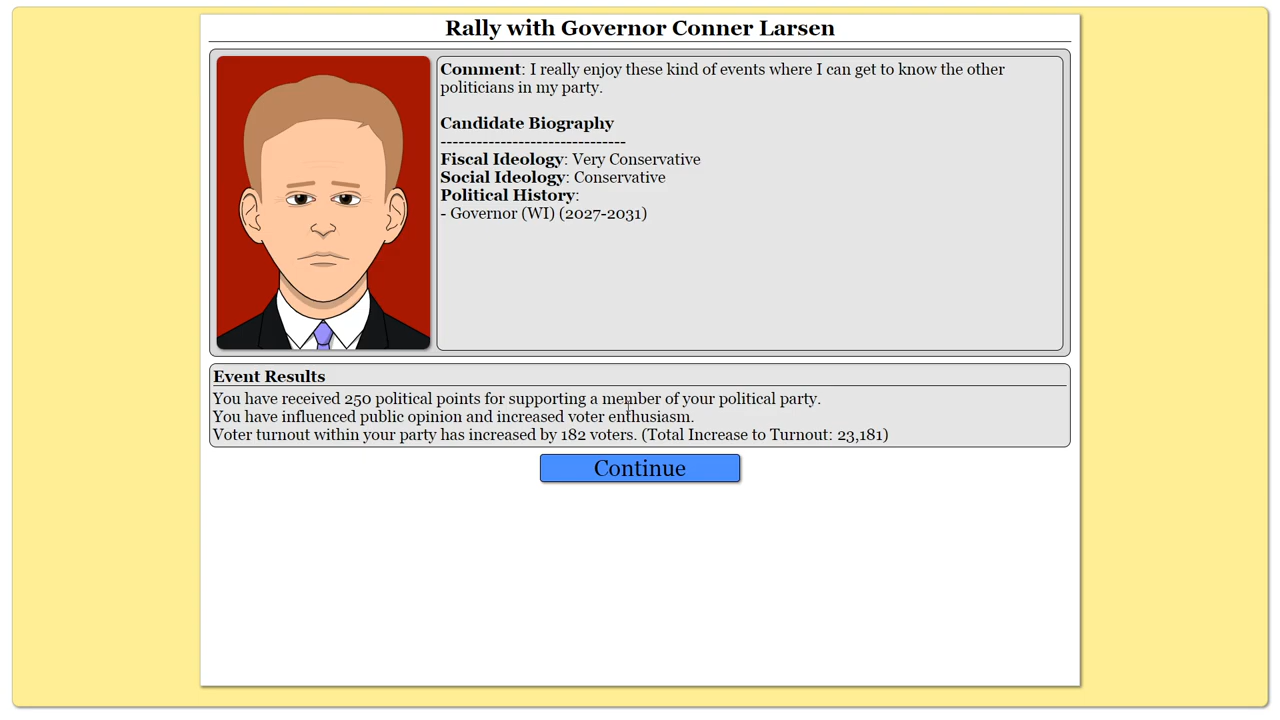 Rally with Governor Conner Larsen
Comment: I really enjoy these kind of events where I can get to know the other
politicians in my party.
Candidate Biography
-------------------------------
Fiscal Ideology: Very Conservative
Social Ideology: Conservative
Political History:
- Governor (WI) (2027-2031)
Event Results
You have received 250 political points for supporting a member of your political party.
You have influenced public opinion and increased voter enthusiasm.
Voter turnout within your party has increased by 182 voters. (Total Increase to Turnout: 23,181)
Continue